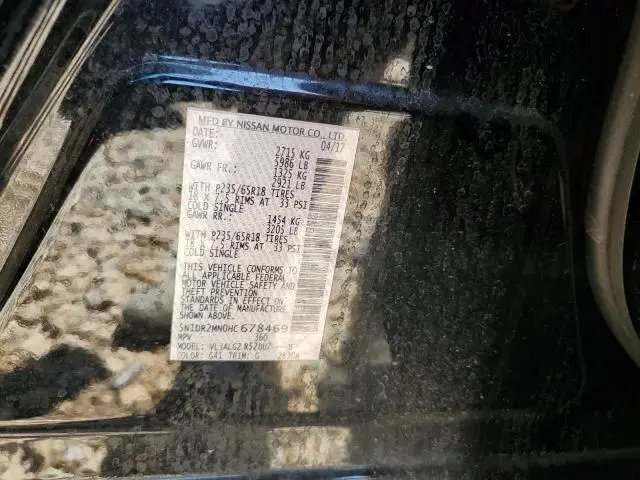 MFD BY NISSAN MOTOR CO., LTD.
DATE: 04/17
GVWR: 2715 KG
5986 LB
GAWR FR: 1325 KG
2921 LB
WITH P235/65R18 TIRES
18 X 7.5 RIMS AT 33 PSI
COLD SINGLE
GAWR RR: 1454 KG
3205 LB
WITH P235/65R18 TIRES
18 X 7.5 RIMS AT 33 PSI
COLD SINGLE
THIS VEHICLE CONFORMS TO
ALL APPLICABLE FEDERAL
MOTOR VEHICLE SAFETY AND
THEFT PREVENTION
STANDARDS IN EFFECT ON
THE DATE OF MANUFACTURE
SHOWN ABOVE.
5N1DR2MN0HC678469
MPV 360
MODEL:
COLOR: G41 TRIM: G